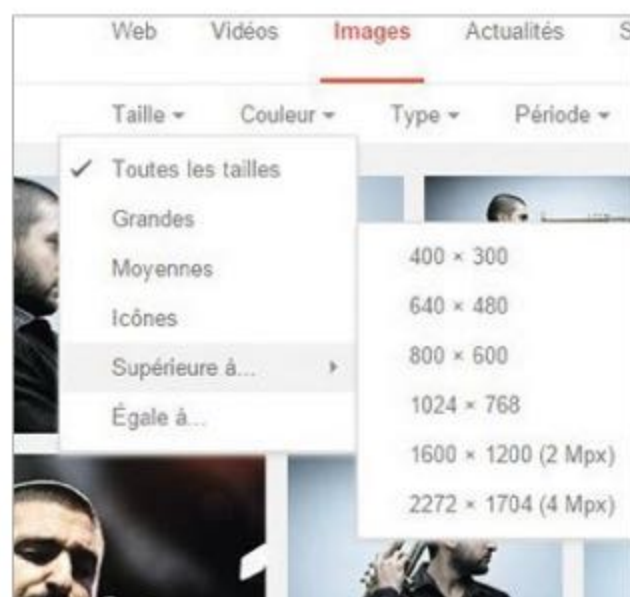 Web Vidéos Images Actualités
Taille Couleur Type Période
Toutes les tailles
Grandes
Moyennes
Icônes
Supérieure à...
Égale à...
400 × 300
640 × 480
800 × 600
1024 × 768
1600 × 1200 (2 Mpx)
2272 × 1704 (4 Mpx)